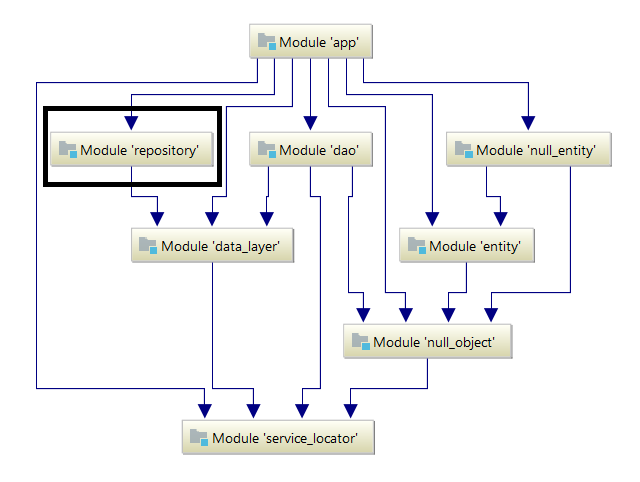 Module 'app'
Module 'repository'
Module 'dao'
Module 'null_entity'
Module 'data_layer'
Module 'entity'
Module 'null_object'
Module 'service_locator'